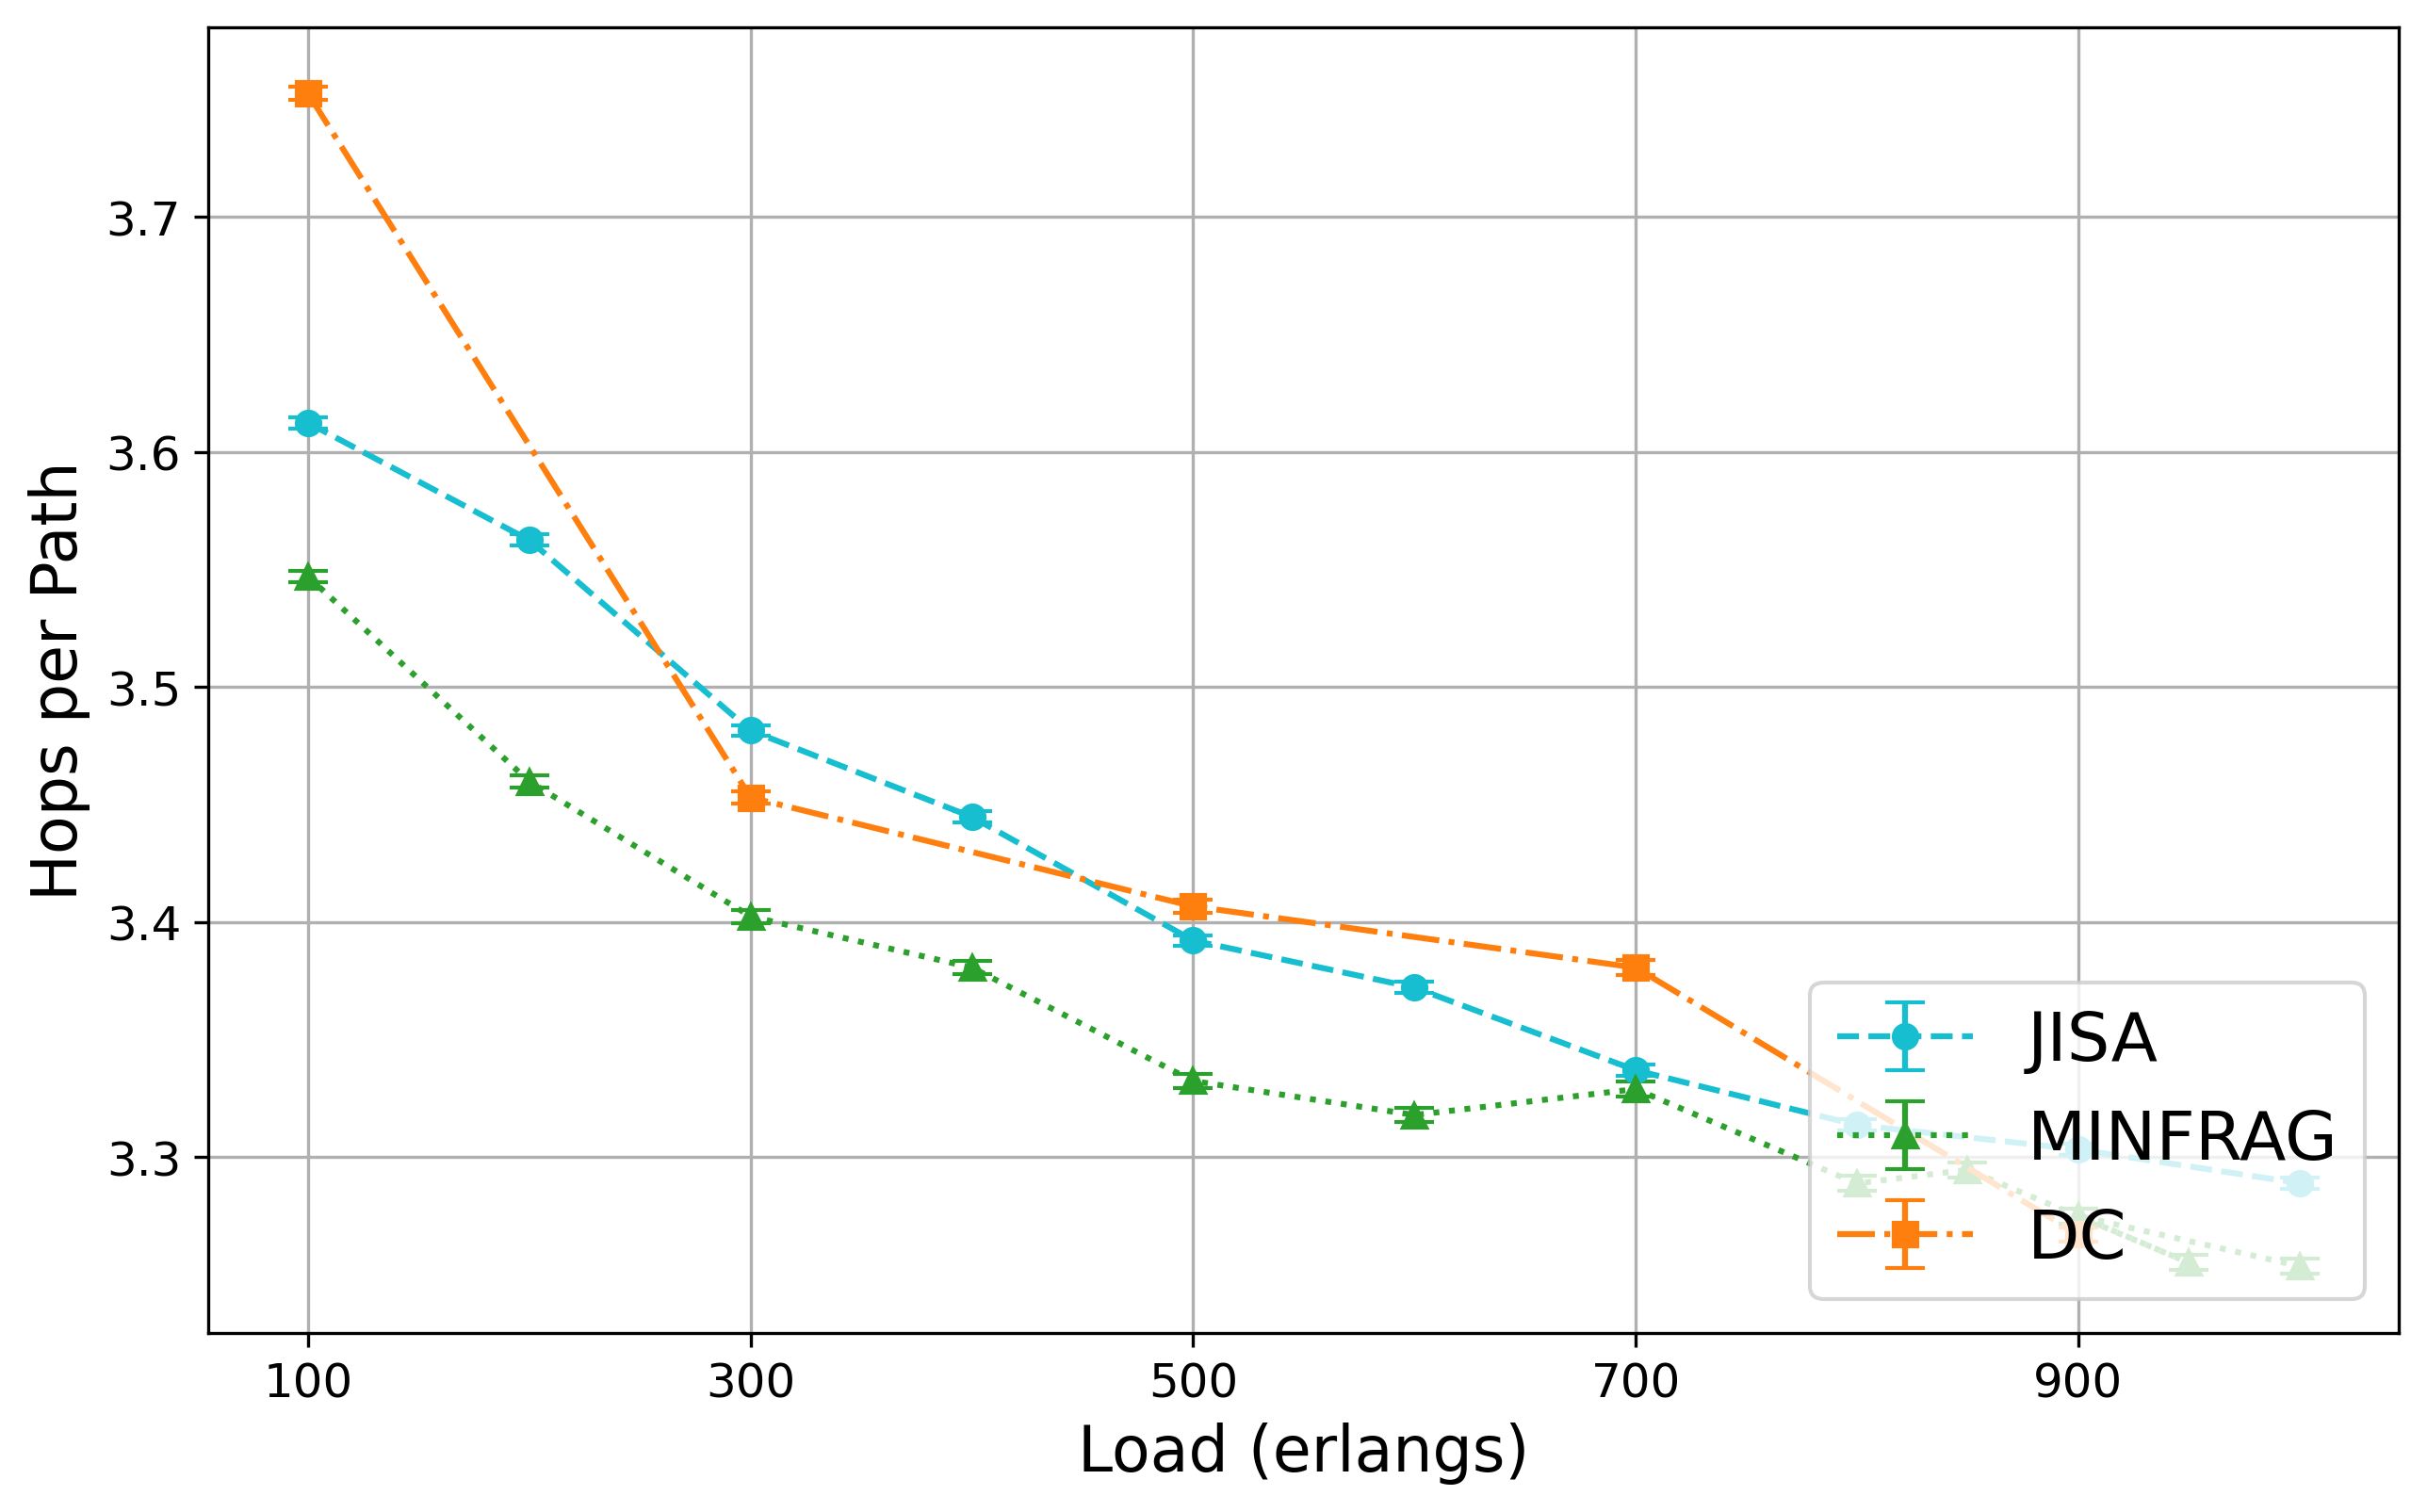 Hops per Path
3.7
3.6
3.5
3.4
3.3
JISA
MINFRAG
DC
100 300 500 700 900
Load (erlangs)